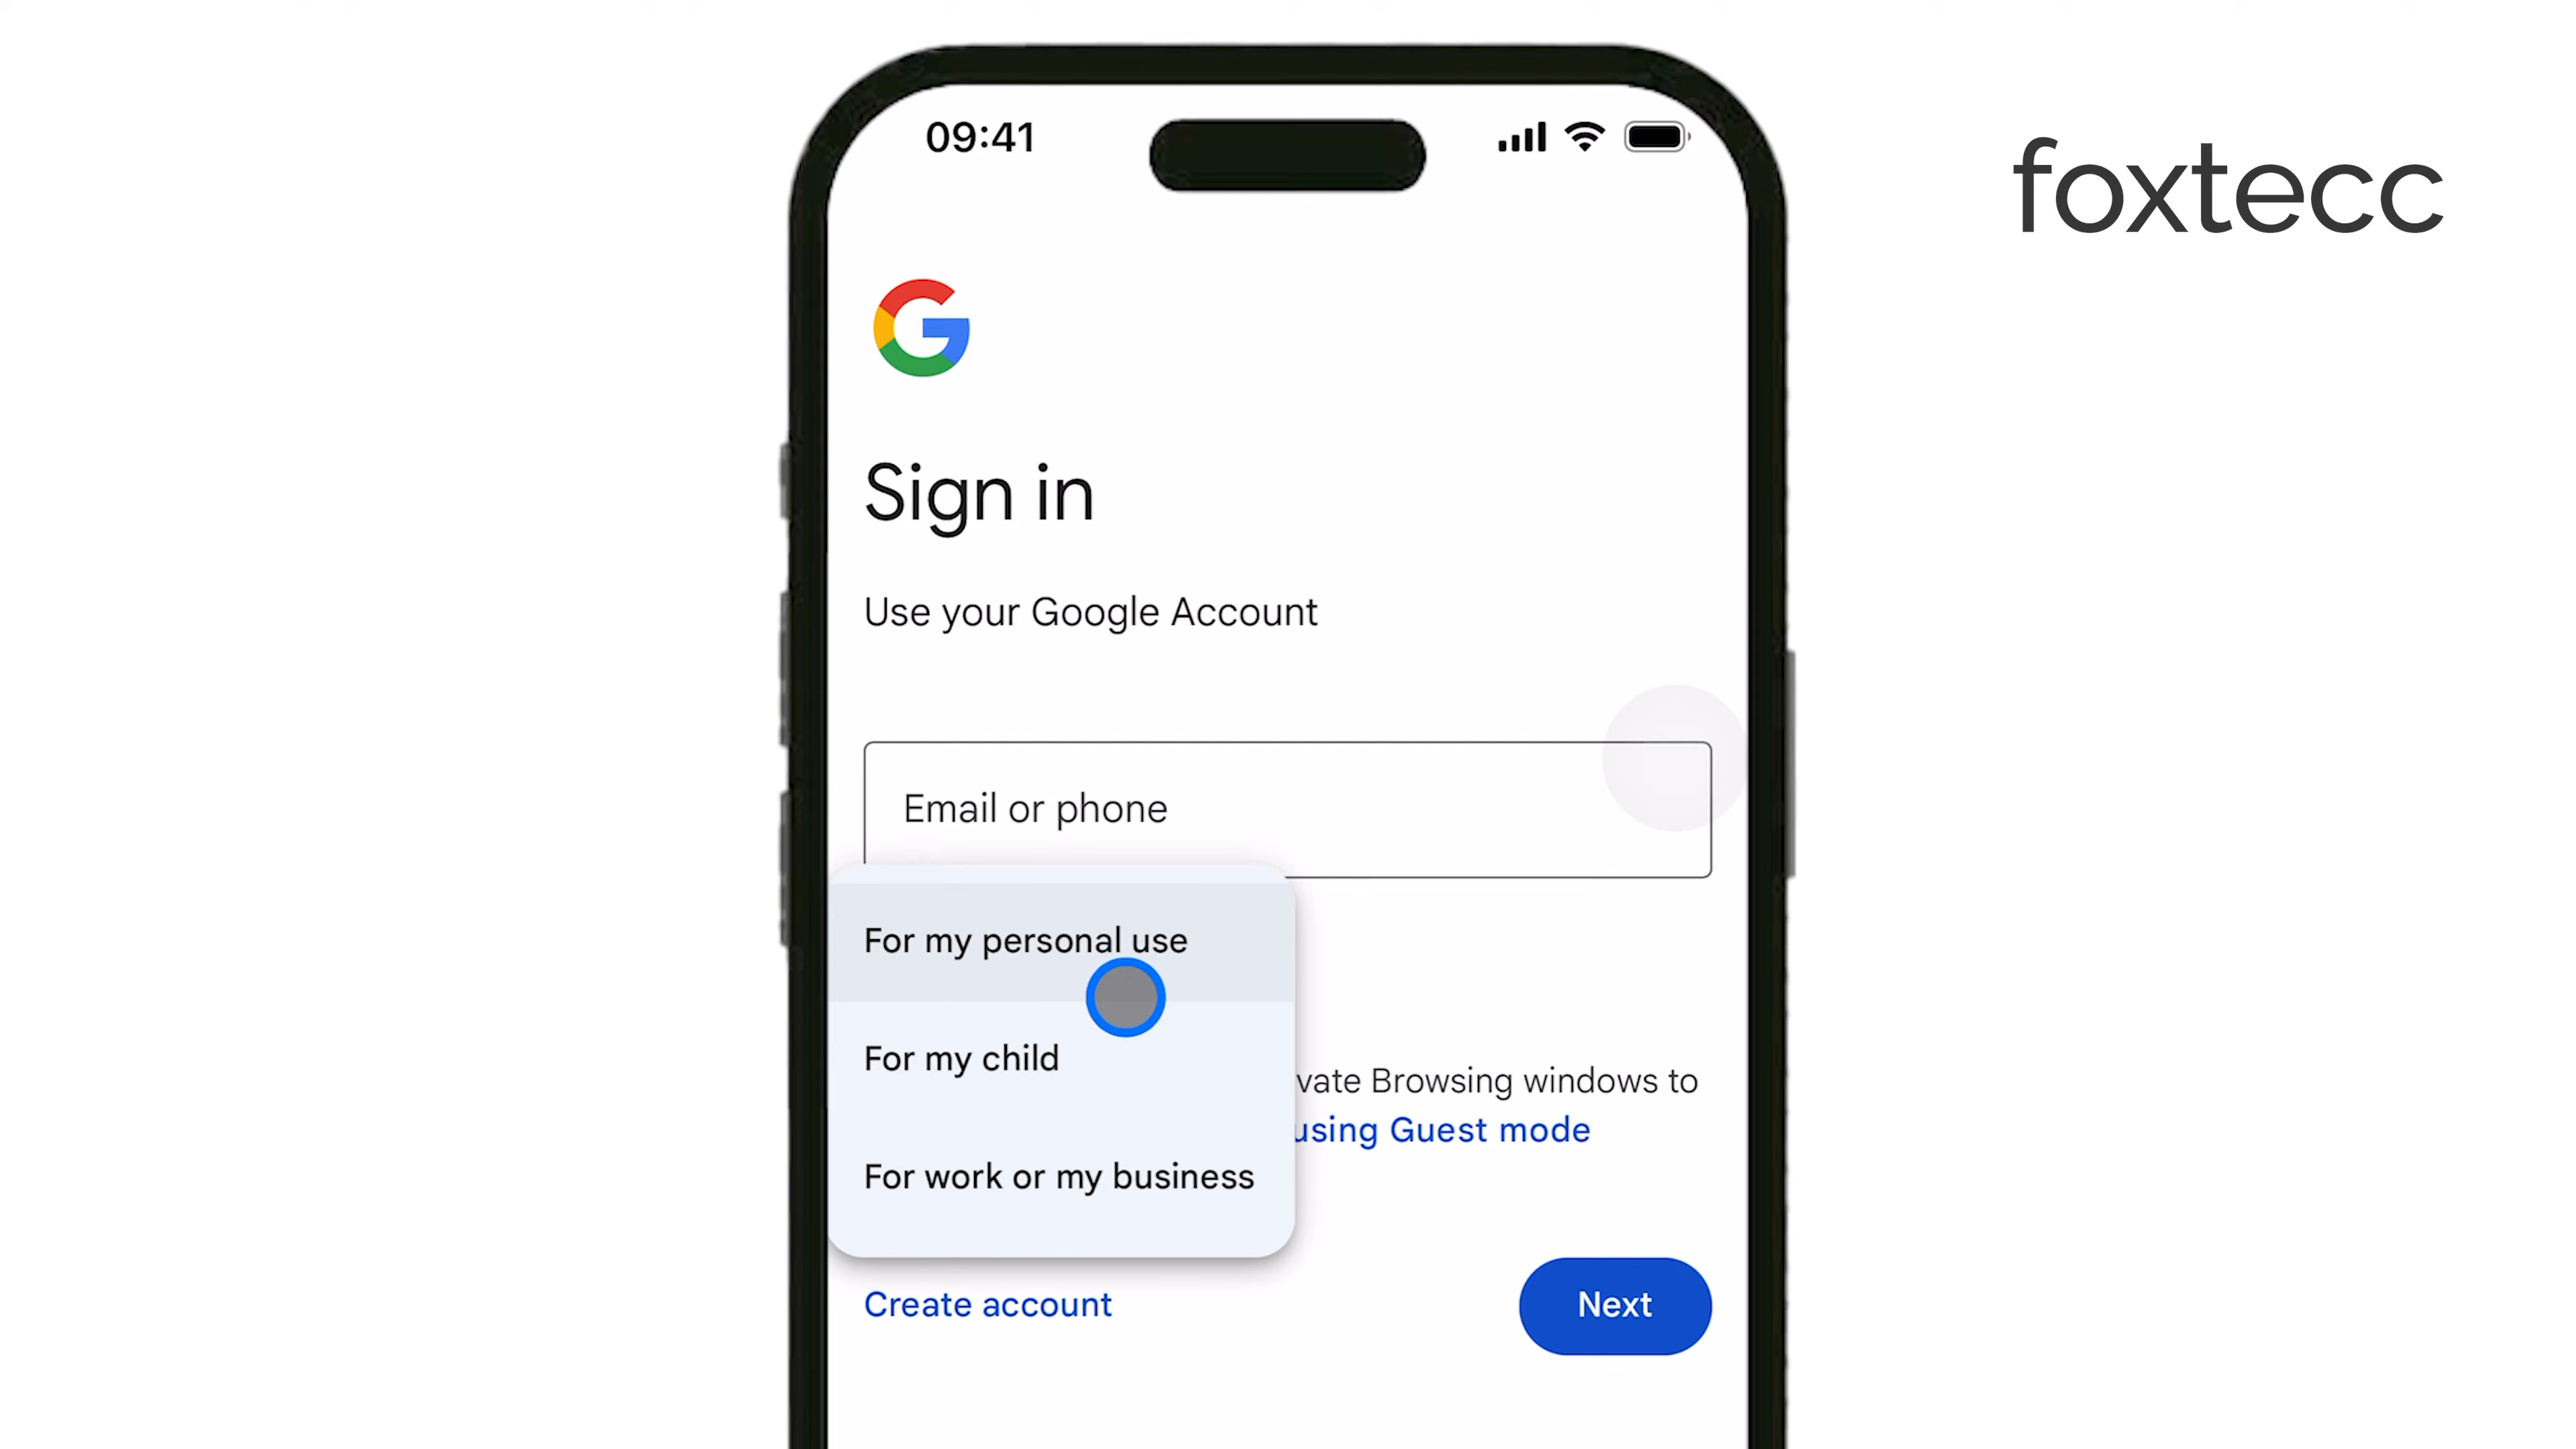 09:41
foxtecc
Sign in
Use your Google Account
Email or phone
For my personal use
For my child
vate Browsing windows to
using Guest mode
For work or my business
Create account
Next